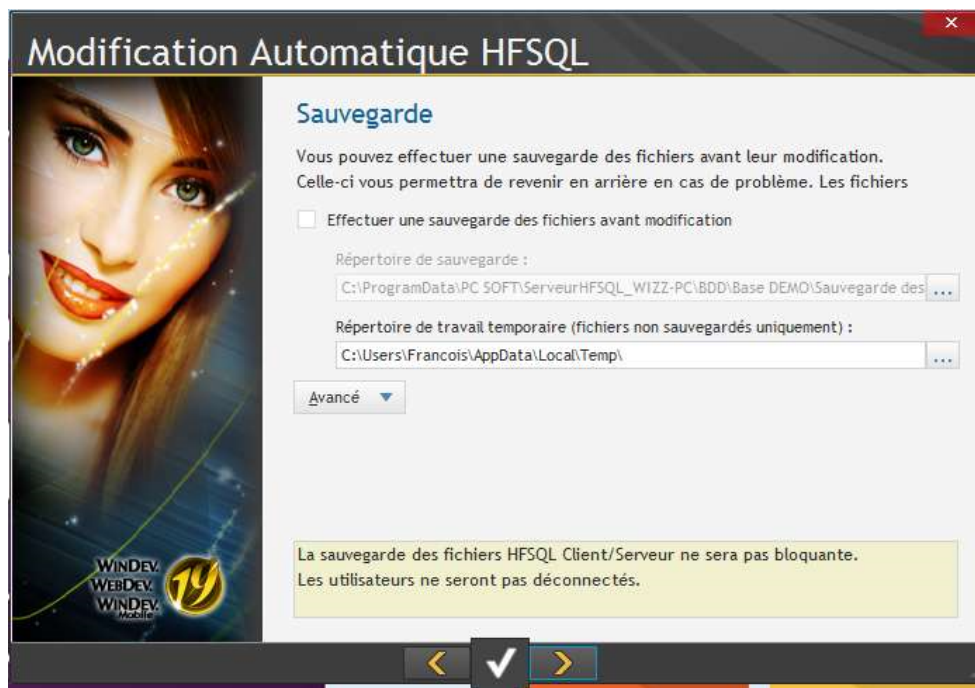 Modification Automatique HFSQL
Sauvegarde
Vous pouvez effectuer une sauvegarde des fichiers avant leur modification.
Celle-ci vous permettra de revenir en arrière en cas de problème. Les fichiers
Effectuer une sauvegarde des fichiers avant modification
Répertoire de sauvegarde :
C:\ProgramData\PC SOFT\ServeurHFSQL_WIZZ-PC\BDD\Base DEMO\Sauvegarde des
...
Répertoire de travail temporaire (fichiers non sauvegardés uniquement) :
C:\Users\Francois\AppData\Local\Temp\
...
Avancé
La sauvegarde des fichiers HFSQL Client/Serveur ne sera pas bloquante.
Les utilisateurs ne seront pas déconnectés.
WINDEV.
WEBDEV.
WINDEV.
Mobile
19